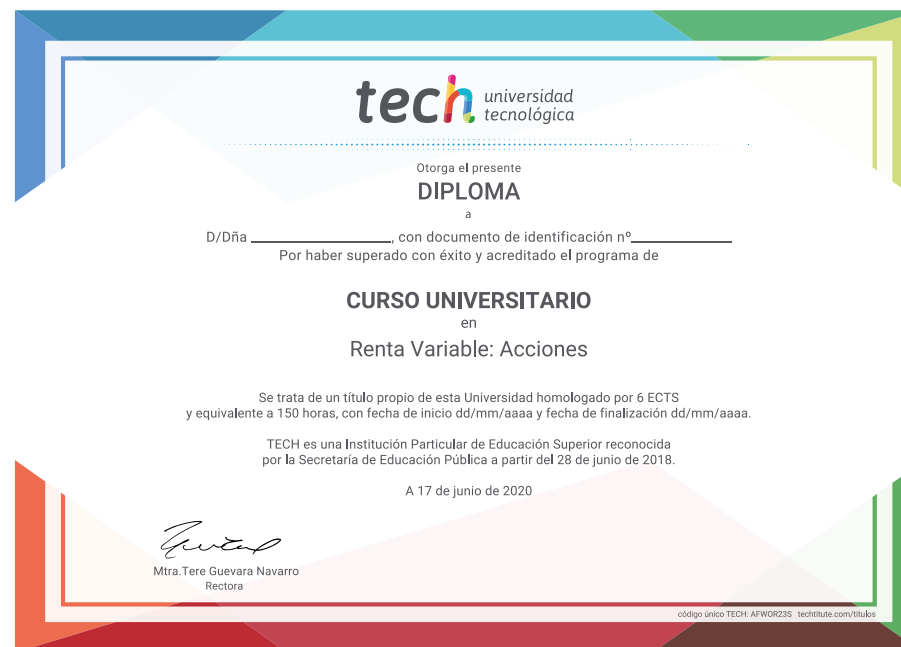 tech universidad
tecnológica
Otorga el presente
DIPLOMA
a
D/Dña ____________________, con documento de identificación nº______________
Por haber superado con éxito y acreditado el programa de
CURSO UNIVERSITARIO
en
Renta Variable: Acciones
Se trata de un título propio de esta Universidad homologado por 6 ECTS
y equivalente a 150 horas, con fecha de inicio dd/mm/aaaa y fecha de finalización dd/mm/aaaa.
TECH es una Institución Particular de Educación Superior reconocida
por la Secretaría de Educación Pública a partir del 28 de junio de 2018.
A 17 de junio de 2020
Mtra.Tere Guevara Navarro
Rectora
código único TECH: AFWOR23S techtitute.com/titulos